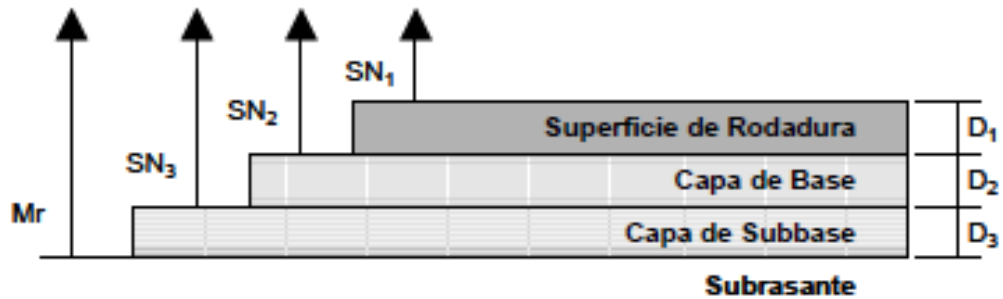 SN₁
SN₂
Superficie de Rodadura
D₁
SN₃
Capa de Base
D₂
Mr
Capa de Subbase
D₃
Subrasante